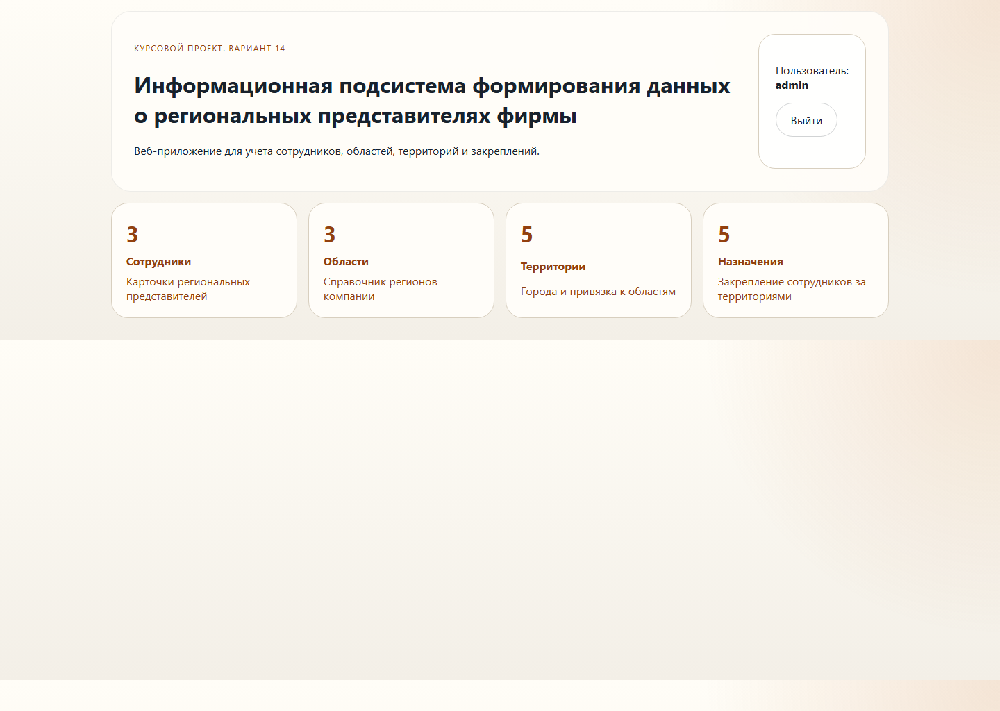 КУРСОВОЙ ПРОЕКТ. ВАРИАНТ 14
Информационная подсистема формирования данных
о региональных представителях фирмы
Веб-приложение для учета сотрудников, областей, территорий и закреплений.
Пользователь:
admin
Выйти
3
Сотрудники
Карточки региональных
представителей
3
Области
Справочник регионов
компании
5
Территории
Города и привязка к областям
5
Назначения
Закрепление сотрудников за
территориями